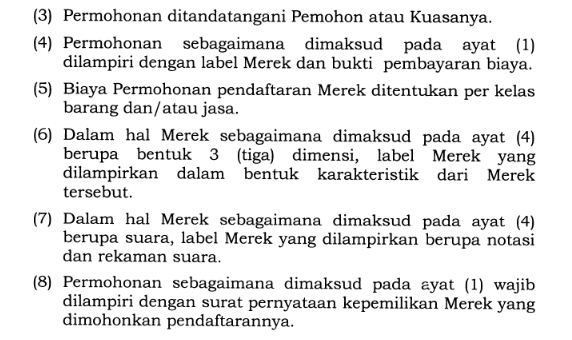 (3) Permohonan ditandatangani Pemohon atau Kuasanya.
(4) Permohonan sebagaimana dimaksud pada ayat (1)
dilampiri dengan label Merek dan bukti pembayaran biaya.
(5) Biaya Permohonan pendaftaran Merek ditentukan per kelas
barang dan/atau jasa.
(6) Dalam hal Merek sebagaimana dimaksud pada ayat (4)
berupa bentuk 3 (tiga) dimensi, label Merek yang
dilampirkan dalam bentuk karakteristik dari Merek
tersebut.
(7) Dalam hal Merek sebagaimana dimaksud pada ayat (4)
berupa suara, label Merek yang dilampirkan berupa notasi
dan rekaman suara.
(8) Permohonan sebagaimana dimaksud pada ayat (1) wajib
dilampiri dengan surat pernyataan kepemilikan Merek yang
dimohonkan pendaftarannya.